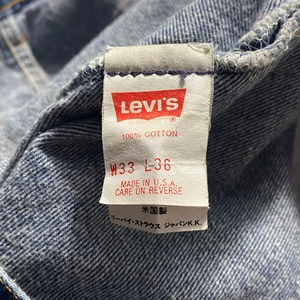 LEVI'S
®
100% COTTON
W33 L-36
MADE IN U.S.A.
CARE ON REVERSE
米国製
リーバイ・ストラウス ジャパンK.K.